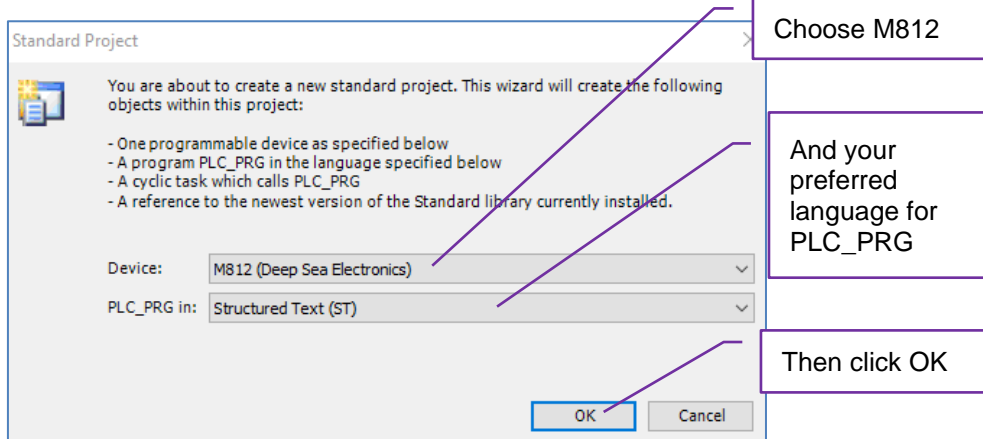 Standard Project
You are about to create a new standard project. This wizard will create the following
objects within this project:
- One programmable device as specified below
- A program PLC_PRG in the language specified below
- A cyclic task which calls PLC_PRG
- A reference to the newest version of the Standard library currently installed.
Device:
M812 (Deep Sea Electronics)
PLC_PRG in:
Structured Text (ST)
OK
Cancel
Choose M812
And your
preferred
language for
PLC_PRG
Then click OK